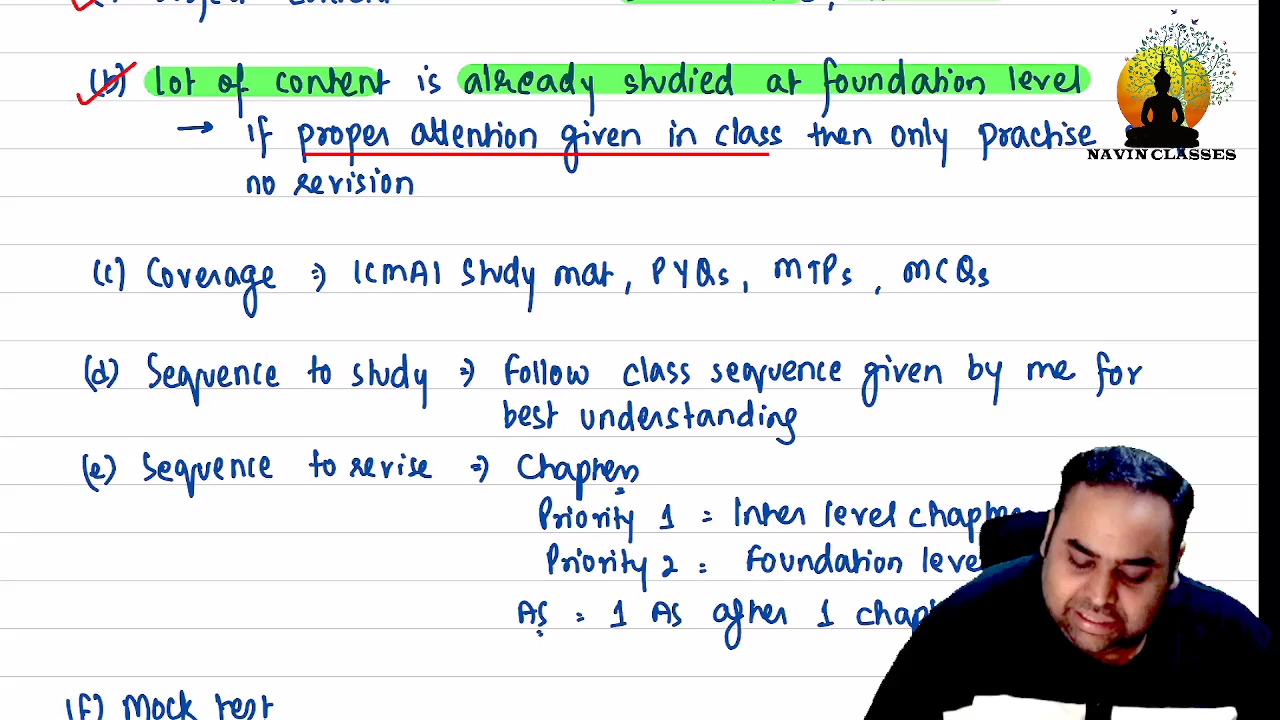 (b) lot of content is already studied at foundation level
→ if proper attention given in class then only practise
NAVIN CLASSES
no revision
(c) Coverage ⇒ ICMAI Study mat, PYQs, MTPs, MCQs
(d) Sequence to study ⇒ Follow class sequence given by me for
best understanding
(e) Sequence to revise ⇒ Chapters
Priority 1 = Inter level
Priority 2 = Foundation
AS = 1 AS after 1
(f) Mock test